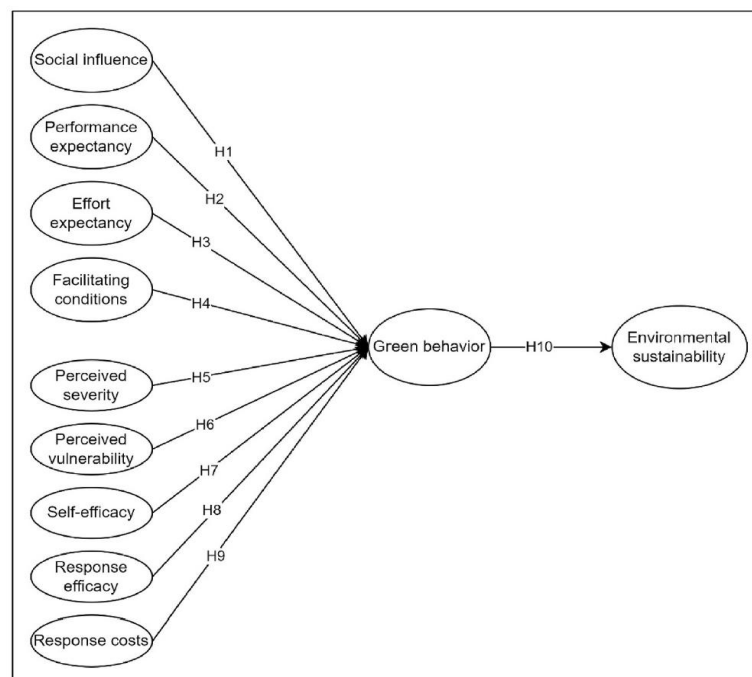 Social influence
Performance
expectancy
Effort
expectancy
Facilitating
conditions
Perceived
severity
Perceived
vulnerability
Self-efficacy
Response
efficacy
Response costs
H1
H2
H3
H4
H5
H6
H7
H8
H9
Green behavior
H10
Environmental
sustainability